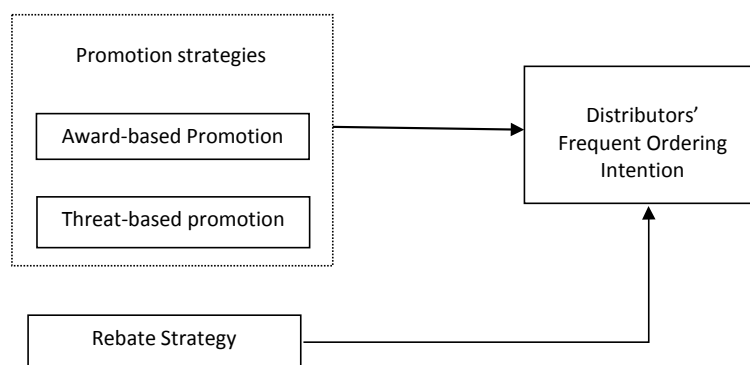 Promotion strategies
Award-based Promotion
Threat-based promotion
Distributors’
Frequent Ordering
Intention
Rebate Strategy